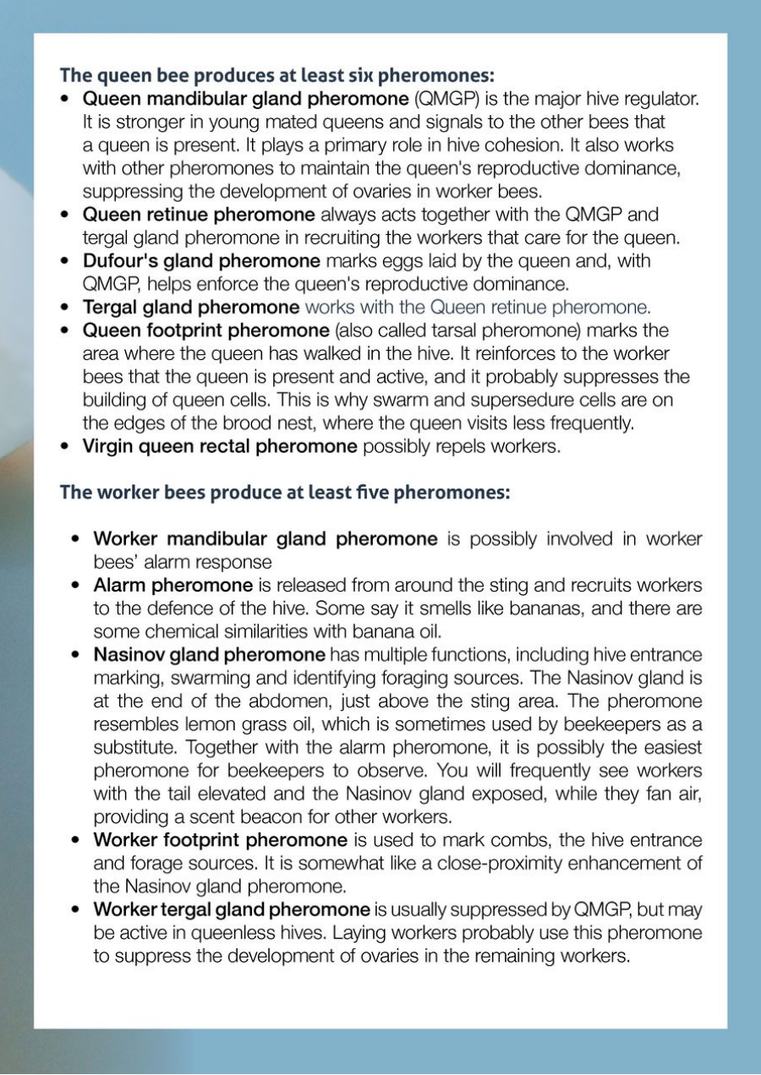 The queen bee produces at least six pheromones:
• Queen mandibular gland pheromone (QMGP) is the major hive regulator.
It is stronger in young mated queens and signals to the other bees that
a queen is present. It plays a primary role in hive cohesion. It also works
with other pheromones to maintain the queen's reproductive dominance,
suppressing the development of ovaries in worker bees.
• Queen retinue pheromone always acts together with the QMGP and
tergal gland pheromone in recruiting the workers that care for the queen.
• Dufour's gland pheromone marks eggs laid by the queen and, with
QMGP, helps enforce the queen's reproductive dominance.
• Tergal gland pheromone works with the Queen retinue pheromone.
• Queen footprint pheromone (also called tarsal pheromone) marks the
area where the queen has walked in the hive. It reinforces to the worker
bees that the queen is present and active, and it probably suppresses the
building of queen cells. This is why swarm and supersedure cells are on
the edges of the brood nest, where the queen visits less frequently.
• Virgin queen rectal pheromone possibly repels workers.
The worker bees produce at least five pheromones:
• Worker mandibular gland pheromone is possibly involved in worker
bees’ alarm response
• Alarm pheromone is released from around the sting and recruits workers
to the defence of the hive. Some say it smells like bananas, and there are
some chemical similarities with banana oil.
• Nasinov gland pheromone has multiple functions, including hive entrance
marking, swarming and identifying foraging sources. The Nasinov gland is
at the end of the abdomen, just above the sting area. The pheromone
resembles lemon grass oil, which is sometimes used by beekeepers as a
substitute. Together with the alarm pheromone, it is possibly the easiest
pheromone for beekeepers to observe. You will frequently see workers
with the tail elevated and the Nasinov gland exposed, while they fan air,
providing a scent beacon for other workers.
• Worker footprint pheromone is used to mark combs, the hive entrance
and forage sources. It is somewhat like a close-proximity enhancement of
the Nasinov gland pheromone.
• Worker tergal gland pheromone is usually suppressed by QMGP, but may
be active in queenless hives. Laying workers probably use this pheromone
to suppress the development of ovaries in the remaining workers.